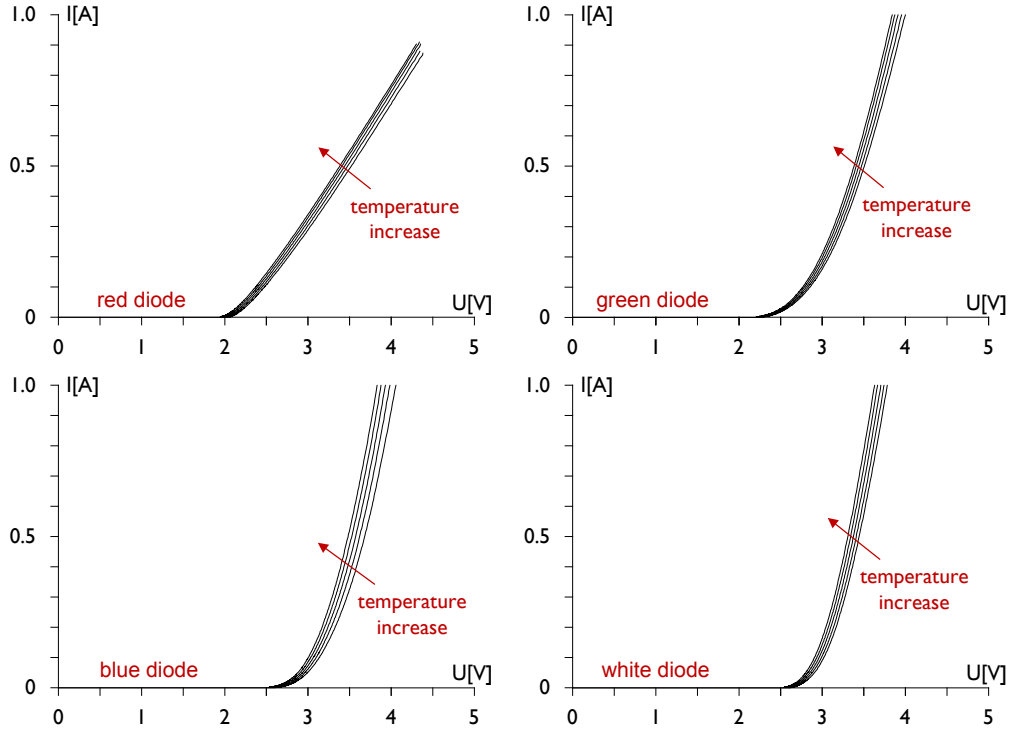 1.0 I[A]
0.5
temperature
increase
red diode
U[V]
0
0 1 2 3 4 5
1.0 I[A]
0.5
temperature
increase
green diode
U[V]
0
0 1 2 3 4 5
1.0 I[A]
0.5
temperature
increase
blue diode
U[V]
0
0 1 2 3 4 5
1.0 I[A]
0.5
temperature
increase
white diode
U[V]
0
0 1 2 3 4 5